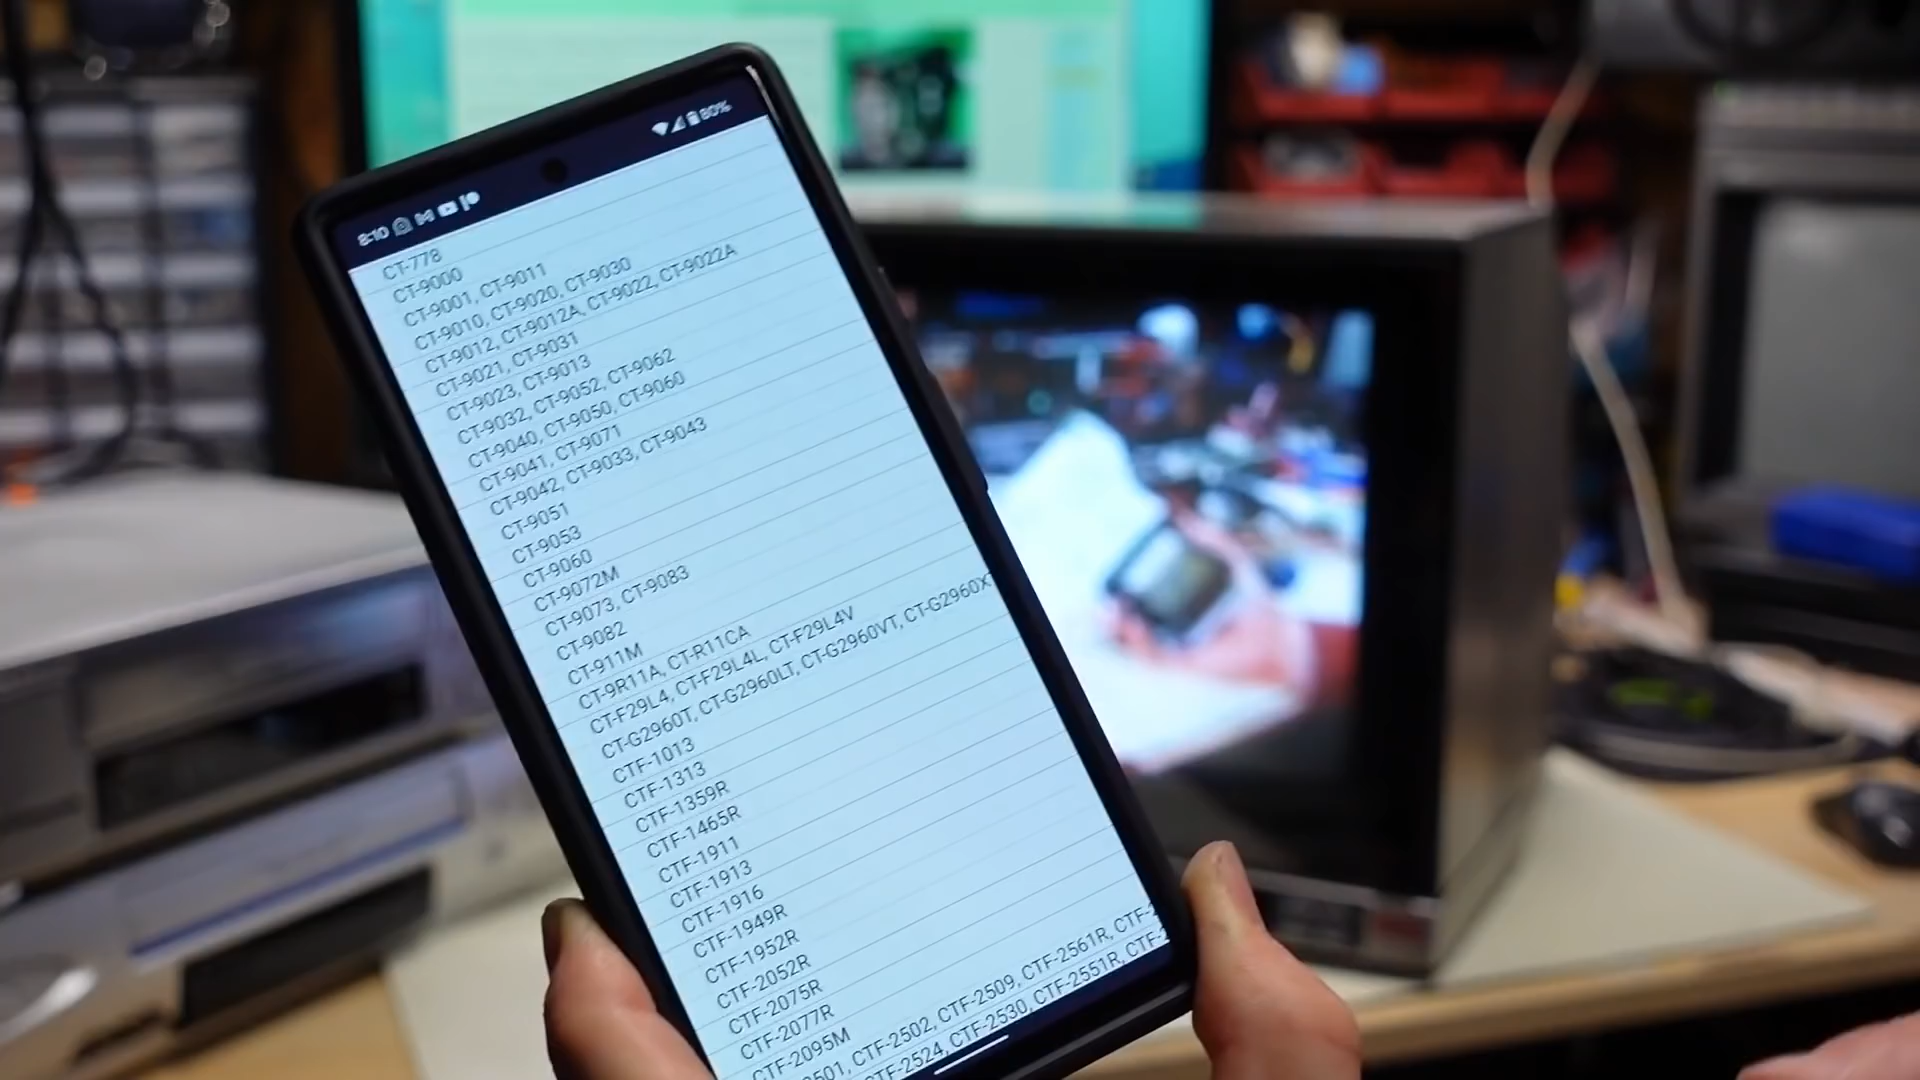 8:10 80%
CT-778
CT-9000
CT-9001, CT-9011
CT-9010, CT-9020, CT-9030
CT-9012, CT-9012A, CT-9022, CT-9022A
CT-9021, CT-9031
CT-9023, CT-9013
CT-9032, CT-9052, CT-9062
CT-9040, CT-9050, CT-9060
CT-9041, CT-9071
CT-9042, CT-9033, CT-9043
CT-9051
CT-9053
CT-9060
CT-9072M
CT-9073, CT-9083
CT-9082
CT-911M
CT-9R11A, CT-R11CA
CT-F29L4, CT-F29L4L, CT-F29L4V
CT-G2960T, CT-G2960LT, CT-G2960VT, CT-G2960X
CTF-1013
CTF-1313
CTF-1359R
CTF-1465R
CTF-1911
CTF-1913
CTF-1916
CTF-1949R
CTF-1952R
CTF-2052R
CTF-2075R
CTF-2077R
CTF-2095M
2501, CTF-2502, CTF-2509, CTF-2561R, CTF-
CTF-2524, CTF-2530, CTF-2551R, CTF-